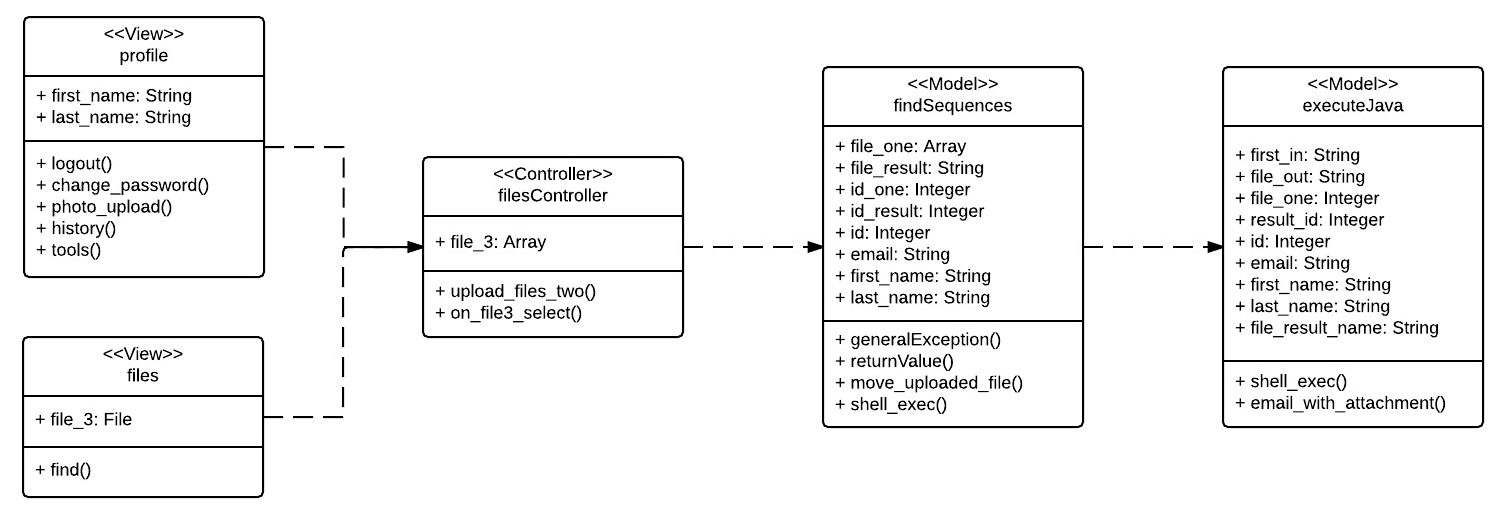 <<View>>
profile
+ first_name: String
+ last_name: String
+ logout()
+ change_password()
+ photo_upload()
+ history()
+ tools()
<<View>>
files
+ file_3: File
+ find()
<<Controller>>
filesController
+ file_3: Array
+ upload_files_two()
+ on_file3_select()
<<Model>>
findSequences
+ file_one: Array
+ file_result: String
+ id_one: Integer
+ id_result: Integer
+ id: Integer
+ email: String
+ first_name: String
+ last_name: String
+ generalException()
+ returnValue()
+ move_uploaded_file()
+ shell_exec()
<<Model>>
executeJava
+ first_in: String
+ file_out: String
+ file_one: Integer
+ result_id: Integer
+ id: Integer
+ email: String
+ first_name: String
+ last_name: String
+ file_result_name: String
+ shell_exec()
+ email_with_attachment()